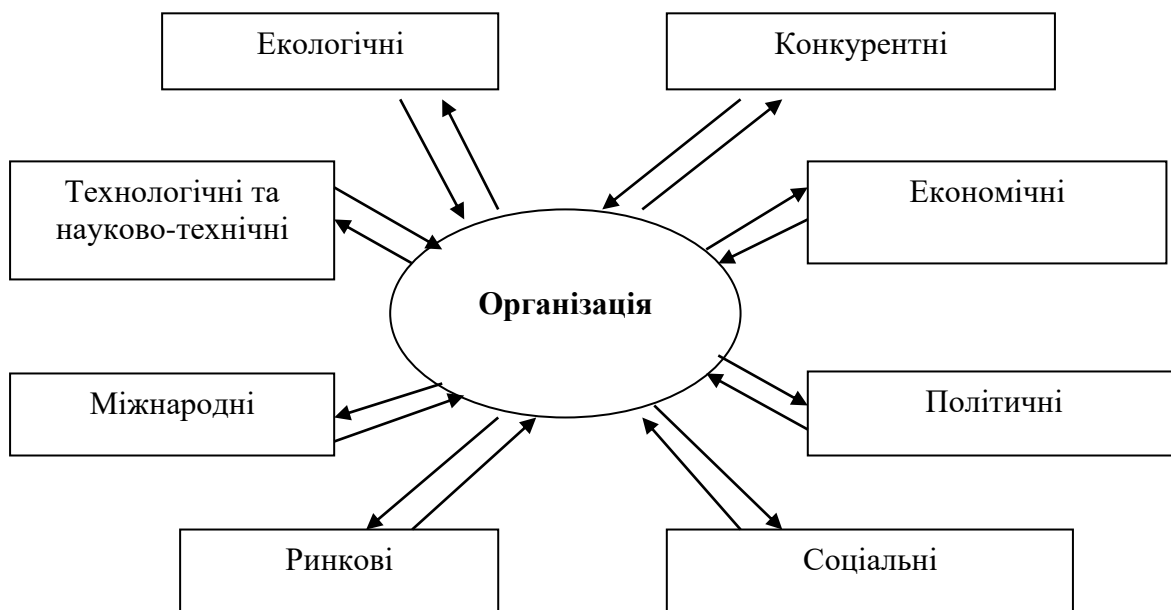 Екологічні
Конкурентні
Технологічні та
науково-технічні
Економічні
Організація
Міжнародні
Політичні
Ринкові
Соціальні